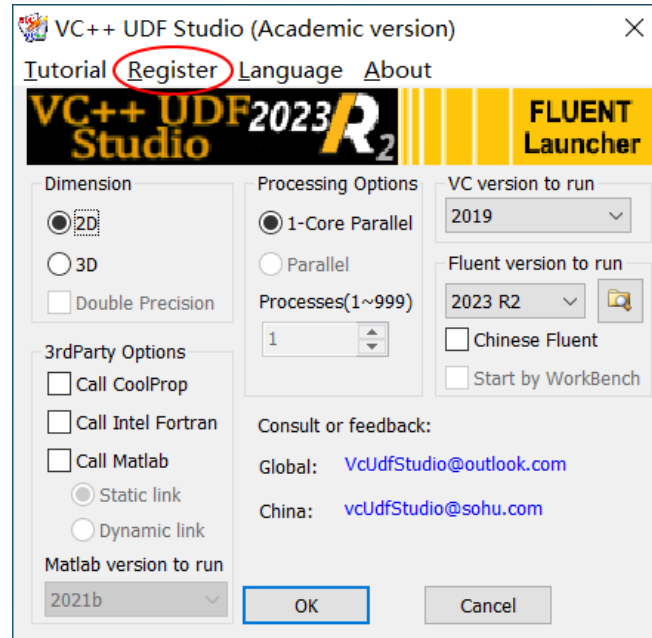 VC++ UDF Studio (Academic version)
Tutorial Register Language About
VC++ UDF Studio 2023 R2
FLUENT Launcher
Dimension
2D
3D
Double Precision
3rdParty Options
Call CoolProp
Call Intel Fortran
Call Matlab
Static link
Dynamic link
Matlab version to run
2021b
Processing Options
1-Core Parallel
Parallel
Processes(1~999)
1
VC version to run
2019
Fluent version to run
2023 R2
Chinese Fluent
Start by WorkBench
Consult or feedback:
Global: VcUdfStudio@outlook.com
China: vcUdfStudio@sohu.com
OK
Cancel